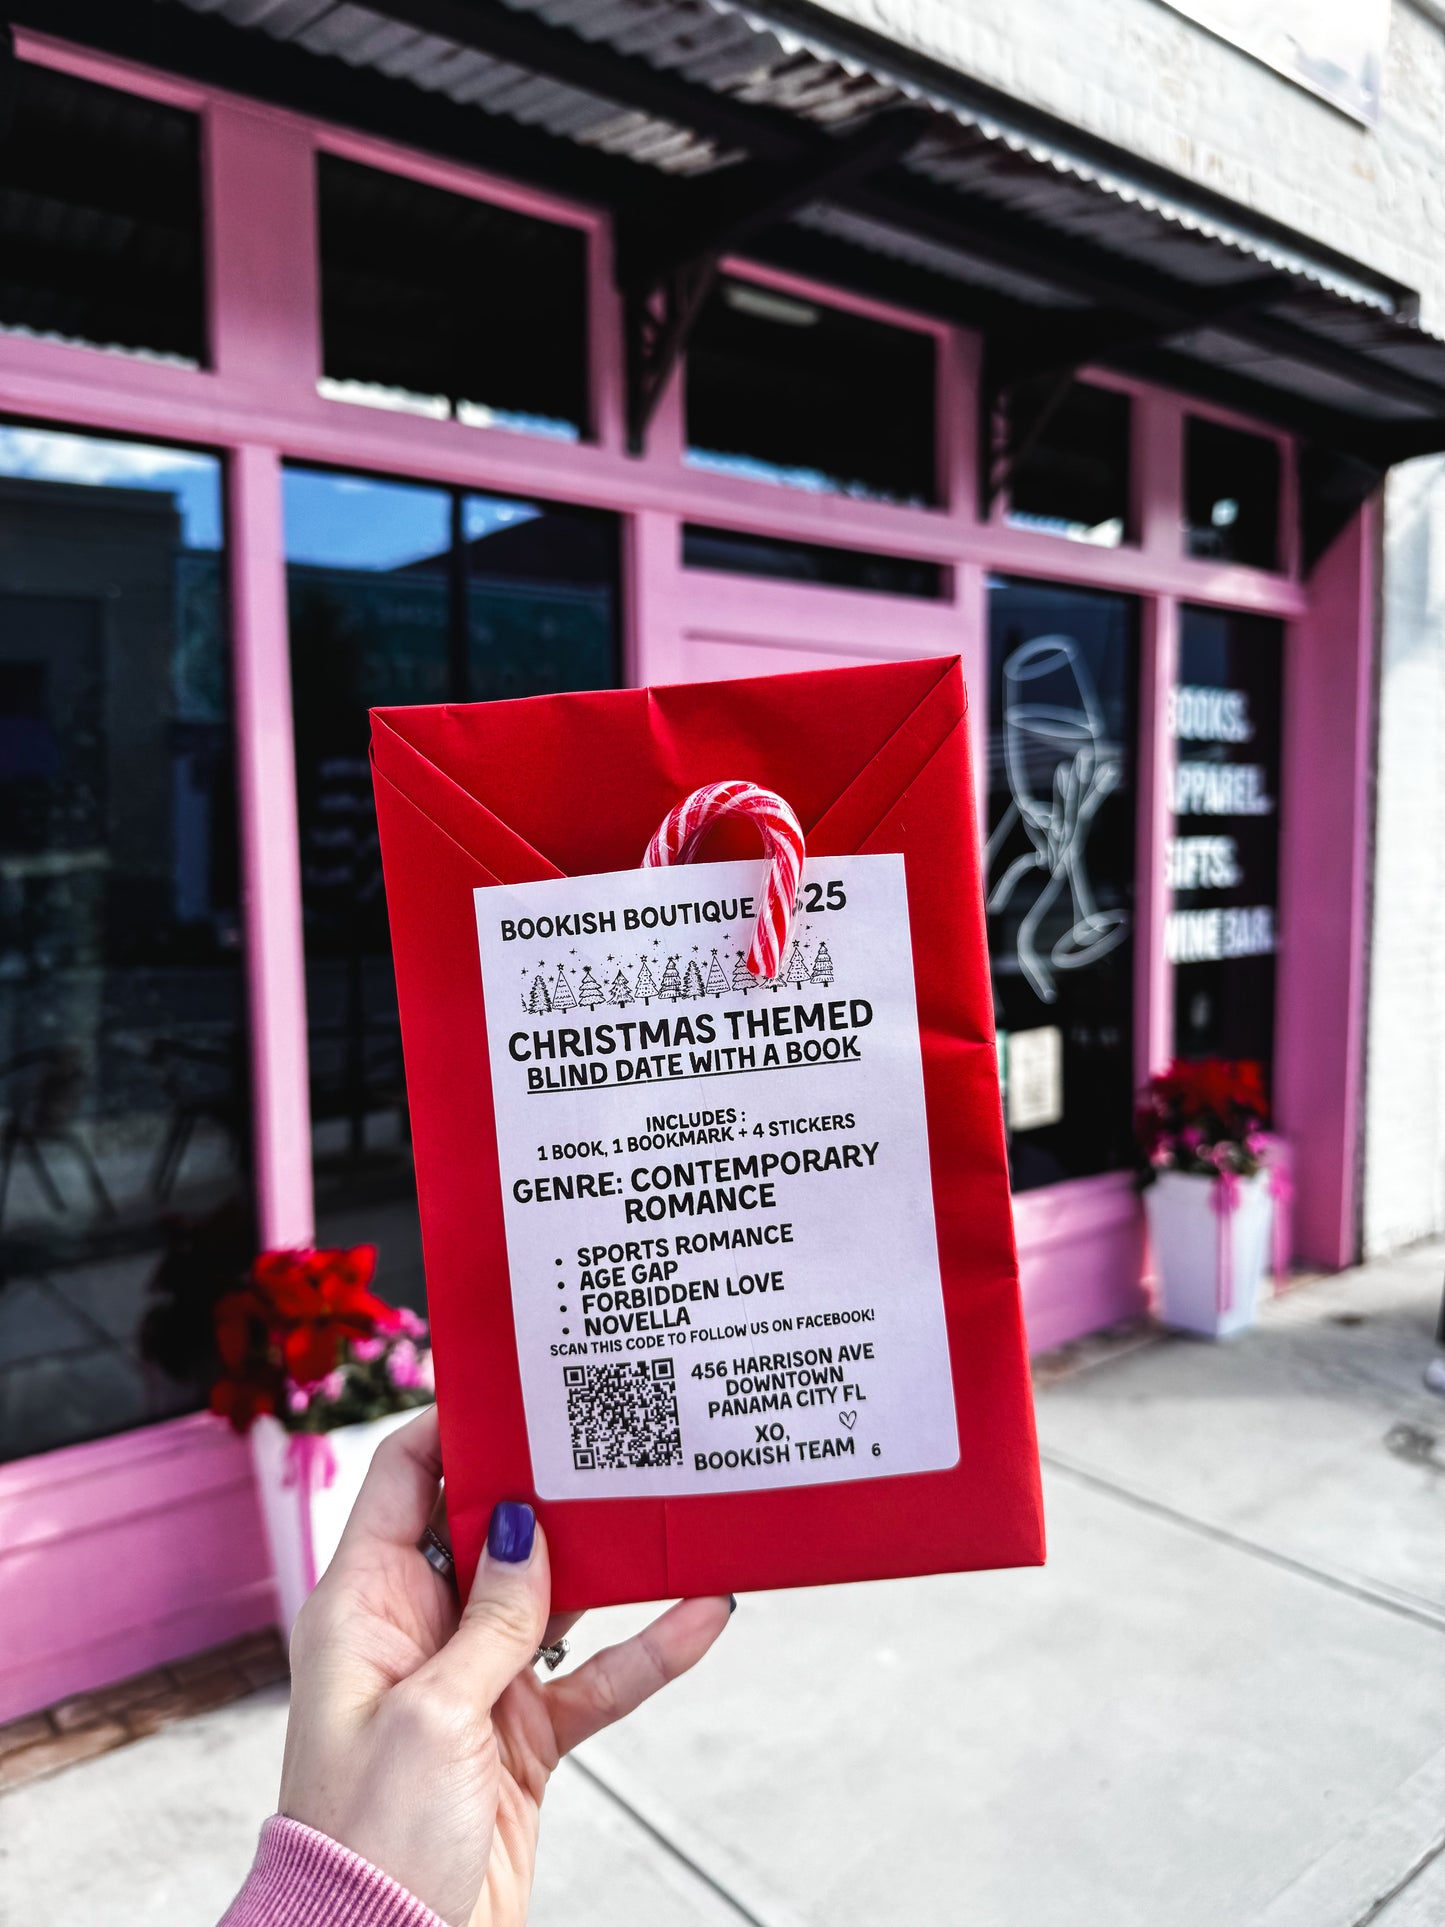 BOOKISH BOUTIQUE $25
CHRISTMAS THEMED
BLIND DATE WITH A BOOK
INCLUDES :
1 BOOK, 1 BOOKMARK + 4 STICKERS
GENRE: CONTEMPORARY
ROMANCE
• SPORTS ROMANCE
• AGE GAP
• FORBIDDEN LOVE
• NOVELLA
SCAN THIS CODE TO FOLLOW US ON FACEBOOK!
456 HARRISON AVE
DOWNTOWN
PANAMA CITY FL
XO,
BOOKISH TEAM 6
BOOKS.
APPAREL.
GIFTS.
WINE BAR.